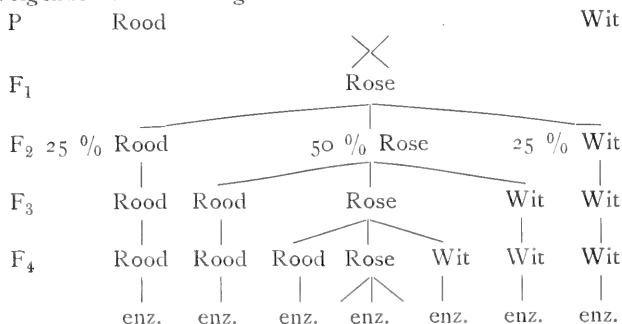 P Rood Wit
F₁ Rose
F₂ 25 % Rood 50 % Rose 25 % Wit
F₃ Rood Rood Rose Wit Wit
F₄ Rood Rood Rood Rose Wit Wit Wit
enz. enz. enz. enz. enz. enz. enz.